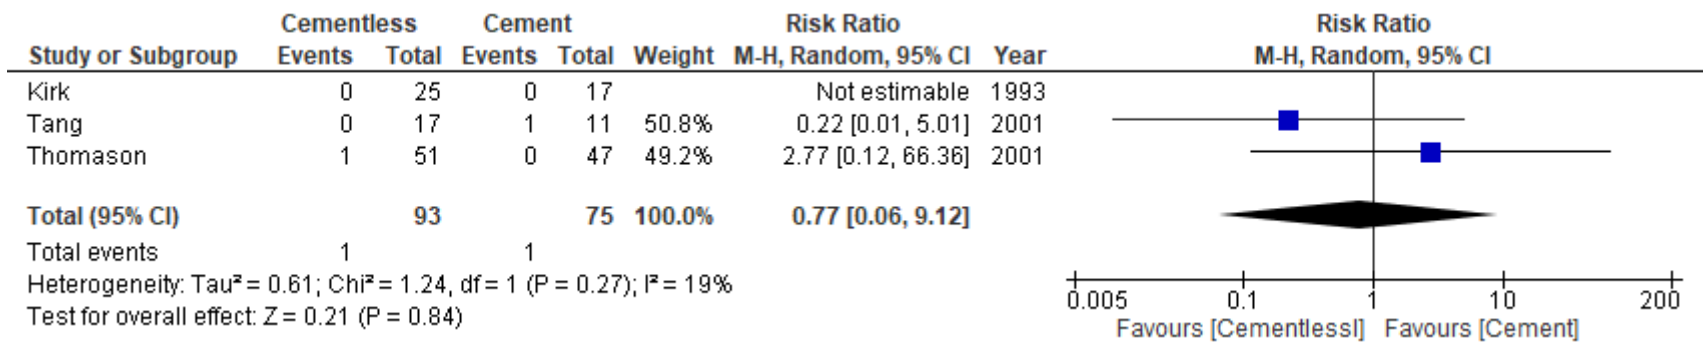 Cementless Cement Risk Ratio Risk Ratio
Study or Subgroup Events Total Events Total Weight M-H, Random, 95% CI Year M-H, Random, 95% CI
Kirk 0 25 0 17 Not estimable 1993
Tang 0 17 1 11 50.8% 0.22 [0.01, 5.01] 2001
Thomason 1 51 0 47 49.2% 2.77 [0.12, 66.36] 2001
Total (95% CI) 93 75 100.0% 0.77 [0.06, 9.12]
Total events 1 1
Heterogeneity: Tau² = 0.61; Chi² = 1.24, df = 1 (P = 0.27); I² = 19%
Test for overall effect: Z = 0.21 (P = 0.84)
0.005 0.1 1 10 200
Favours [Cementlessl] Favours [Cement]